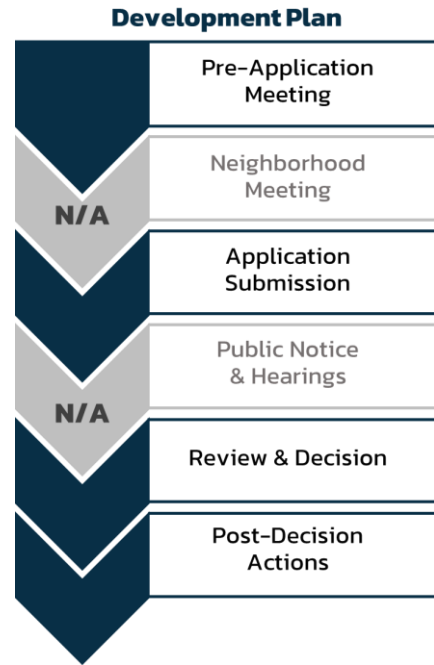 Development Plan
Pre-Application
Meeting
Neighborhood
Meeting
N/A
Application
Submission
Public Notice
& Hearings
N/A
Review & Decision
Post-Decision
Actions